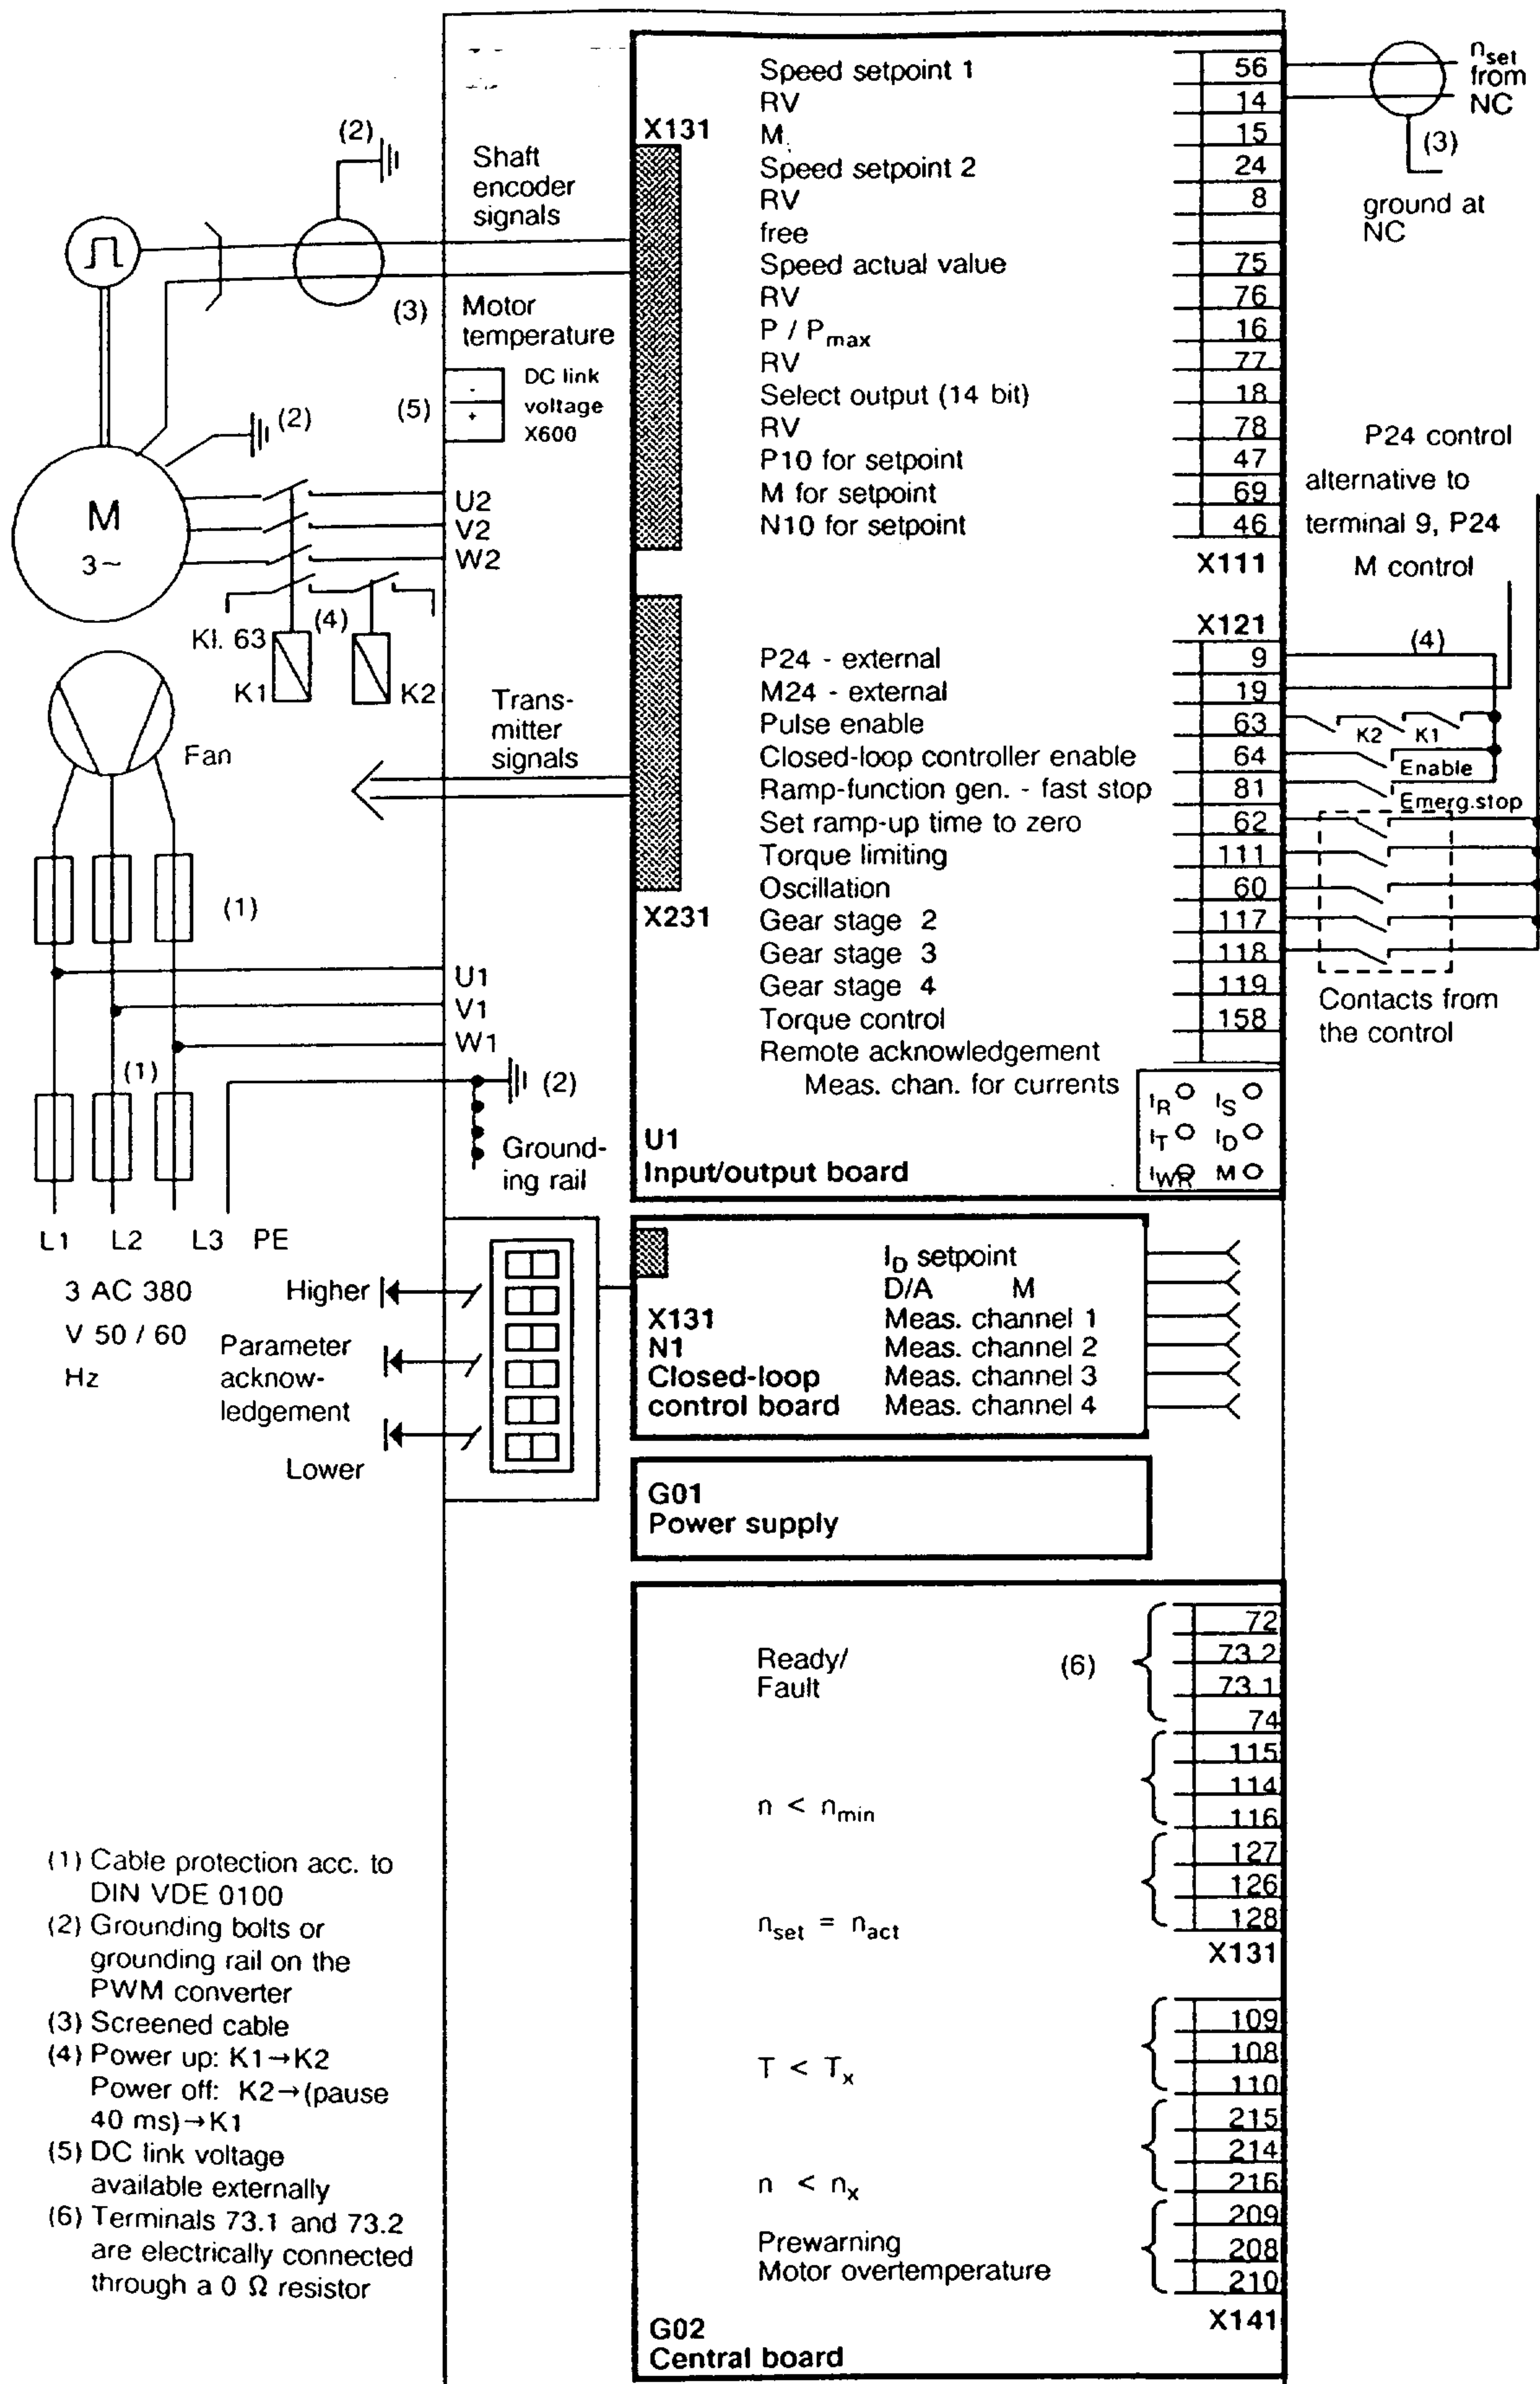 Speed setpoint 1 56
RV 14
M 15
Speed setpoint 2 24
RV 8
free
Speed actual value 75
RV 76
P / Pmax 16
RV 77
Select output (14 bit) 18
RV 78
P10 for setpoint 47
M for setpoint 69
N10 for setpoint 46
X111
X131
nset
from
NC
(3)
ground at
NC
(2)
Shaft
encoder
signals
(3)
Motor
temperature
(5)
-
+
DC link
voltage
X600
(2)
M
3~
U2
V2
W2
Kl. 63
(4)
K1
K2
Fan
Trans-
mitter
signals
P24 control
alternative to
terminal 9, P24
M control
X121
(4)
P24 - external 9
M24 - external 19
Pulse enable 63
K2 K1
Closed-loop controller enable 64
Enable
Ramp-function gen. - fast stop 81
Emerg.stop
Set ramp-up time to zero 62
Torque limiting 111
Oscillation 60
Gear stage 2 117
Gear stage 3 118
Gear stage 4 119
Torque control 158
Remote acknowledgement
Meas. chan. for currents
X231
Contacts from
the control
IR IS
IT ID
IWR M
U1
Input/output board
(1)
U1
V1
W1
(1)
(2)
Ground-
ing rail
L1 L2 L3 PE
3 AC 380
V 50 / 60
Hz
Higher
Parameter
acknow-
ledgement
Lower
X131
N1
Closed-loop
control board
ID setpoint
D/A M
Meas. channel 1
Meas. channel 2
Meas. channel 3
Meas. channel 4
G01
Power supply
Ready/
Fault
(6)
72
73.2
73.1
74
n < nmin
115
114
116
nset = nact
127
126
128
X131
T < Tx
109
108
110
n < nx
215
214
216
Prewarning
Motor overtemperature
209
208
210
X141
G02
Central board
(1) Cable protection acc. to
DIN VDE 0100
(2) Grounding bolts or
grounding rail on the
PWM converter
(3) Screened cable
(4) Power up: K1→K2
Power off: K2→(pause
40 ms)→K1
(5) DC link voltage
available externally
(6) Terminals 73.1 and 73.2
are electrically connected
through a 0 Ω resistor